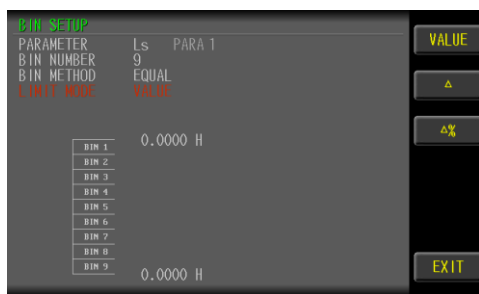 BIN SETUP
PARAMETER Ls PARA 1
BIN NUMBER 9
BIN METHOD EQUAL
LIMIT MODE VALUE
0.0000 H
BIN 1
BIN 2
BIN 3
BIN 4
BIN 5
BIN 6
BIN 7
BIN 8
BIN 9
0.0000 H
VALUE
△
△%
EXIT